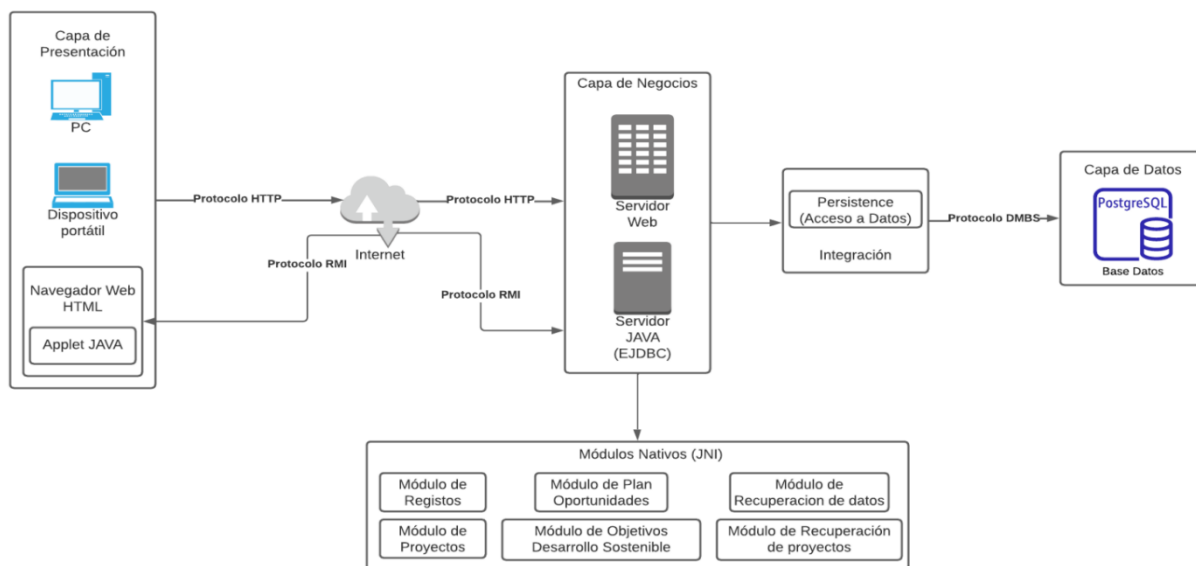 Capa de
Presentación
PC
Dispositivo
portátil
Navegador Web
HTML
Applet JAVA
Protocolo HTTP
Internet
Protocolo RMI
Protocolo HTTP
Protocolo RMI
Capa de Negocios
Servidor
Web
Servidor
JAVA
(EJDBC)
Persistence
(Acceso a Datos)
Integración
Protocolo DMBS
Capa de Datos
PostgreSQL
Base Datos
Módulos Nativos (JNI)
Módulo de
Registos
Módulo de Plan
Oportunidades
Módulo de
Recuperacion de datos
Módulo de
Proyectos
Módulo de Objetivos
Desarrollo Sostenible
Módulo de Recuperación
de proyectos